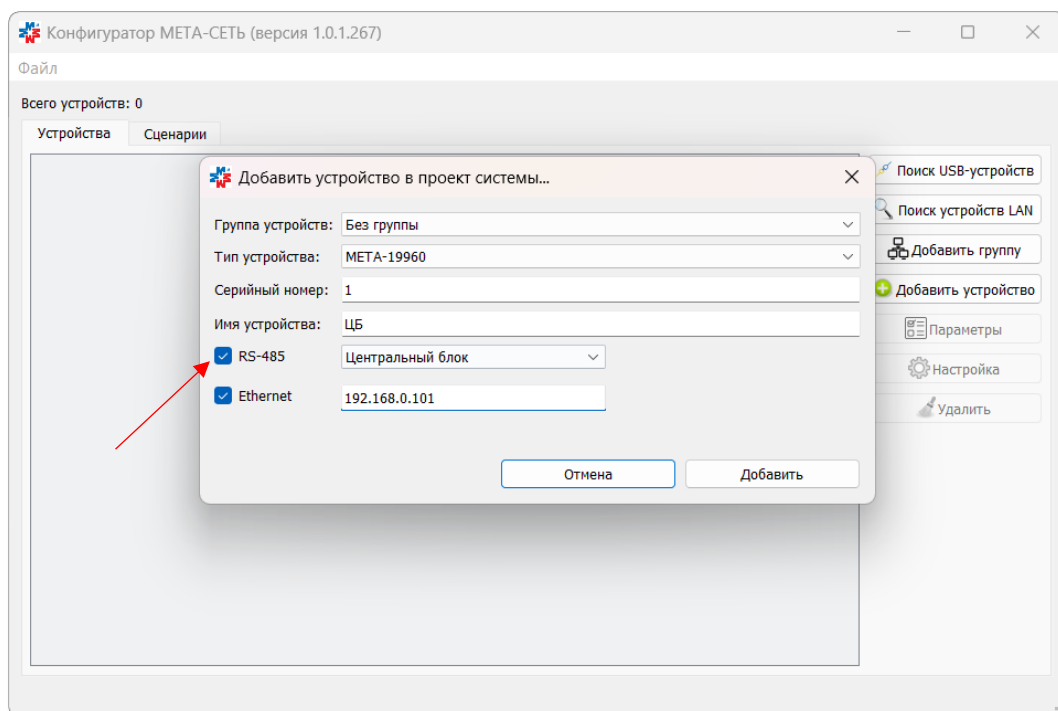 Конфигуратор МЕТА-СЕТЬ (версия 1.0.1.267)
Файл
Всего устройств: 0
Устройства Сценарии
Поиск USB-устройств
Поиск устройств LAN
Добавить группу
Добавить устройство
Параметры
Настройка
Удалить
Добавить устройство в проект системы...
Группа устройств: Без группы
Тип устройства: МЕТА-19960
Серийный номер: 1
Имя устройства: ЦБ
RS-485 Центральный блок
Ethernet 192.168.0.101
Отмена Добавить